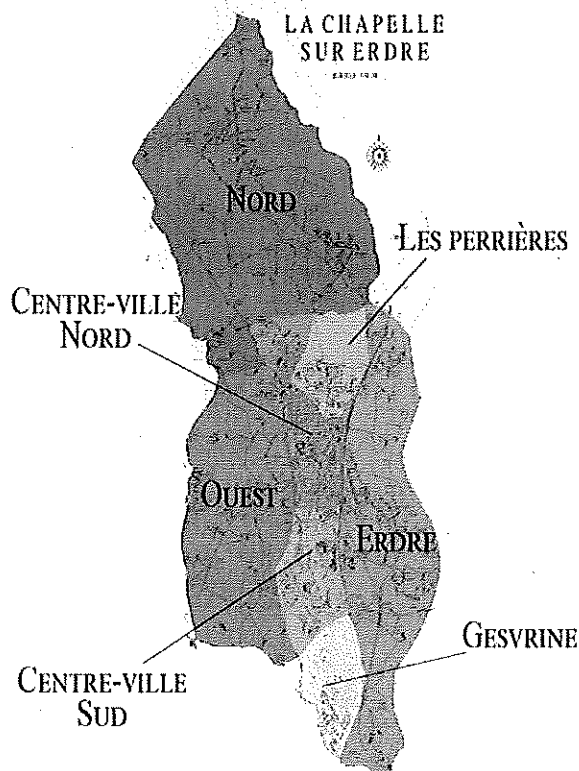 LA CHAPELLE
SUR ERDRE
NORD
LES PERRIÈRES
CENTRE-VILLE
NORD
OUEST
ERDRE
GESVRINE
CENTRE-VILLE
SUD